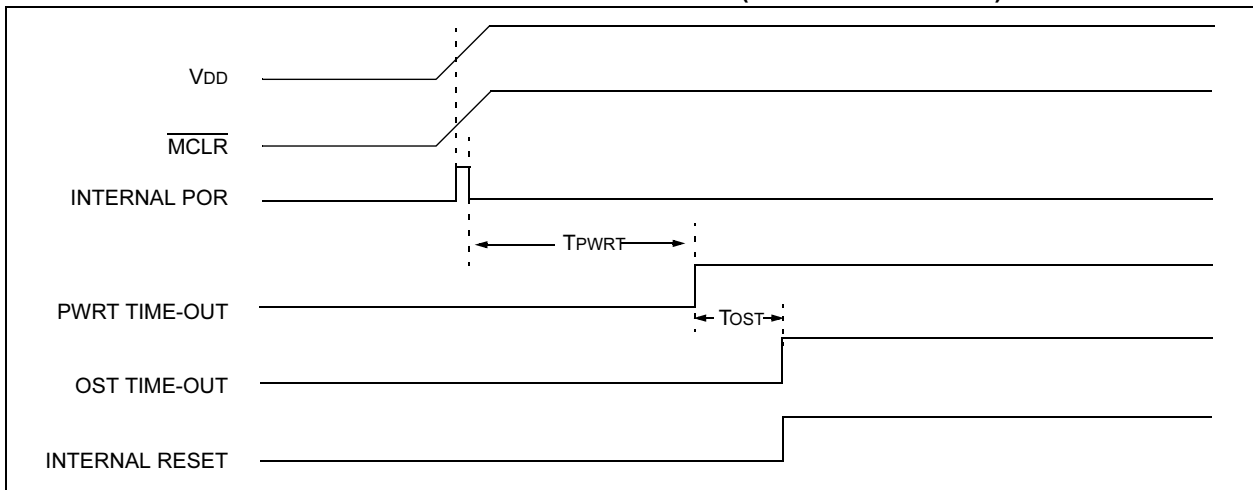 VDD
MCLR
INTERNAL POR
TPWRT
PWRT TIME-OUT
TOST
OST TIME-OUT
INTERNAL RESET